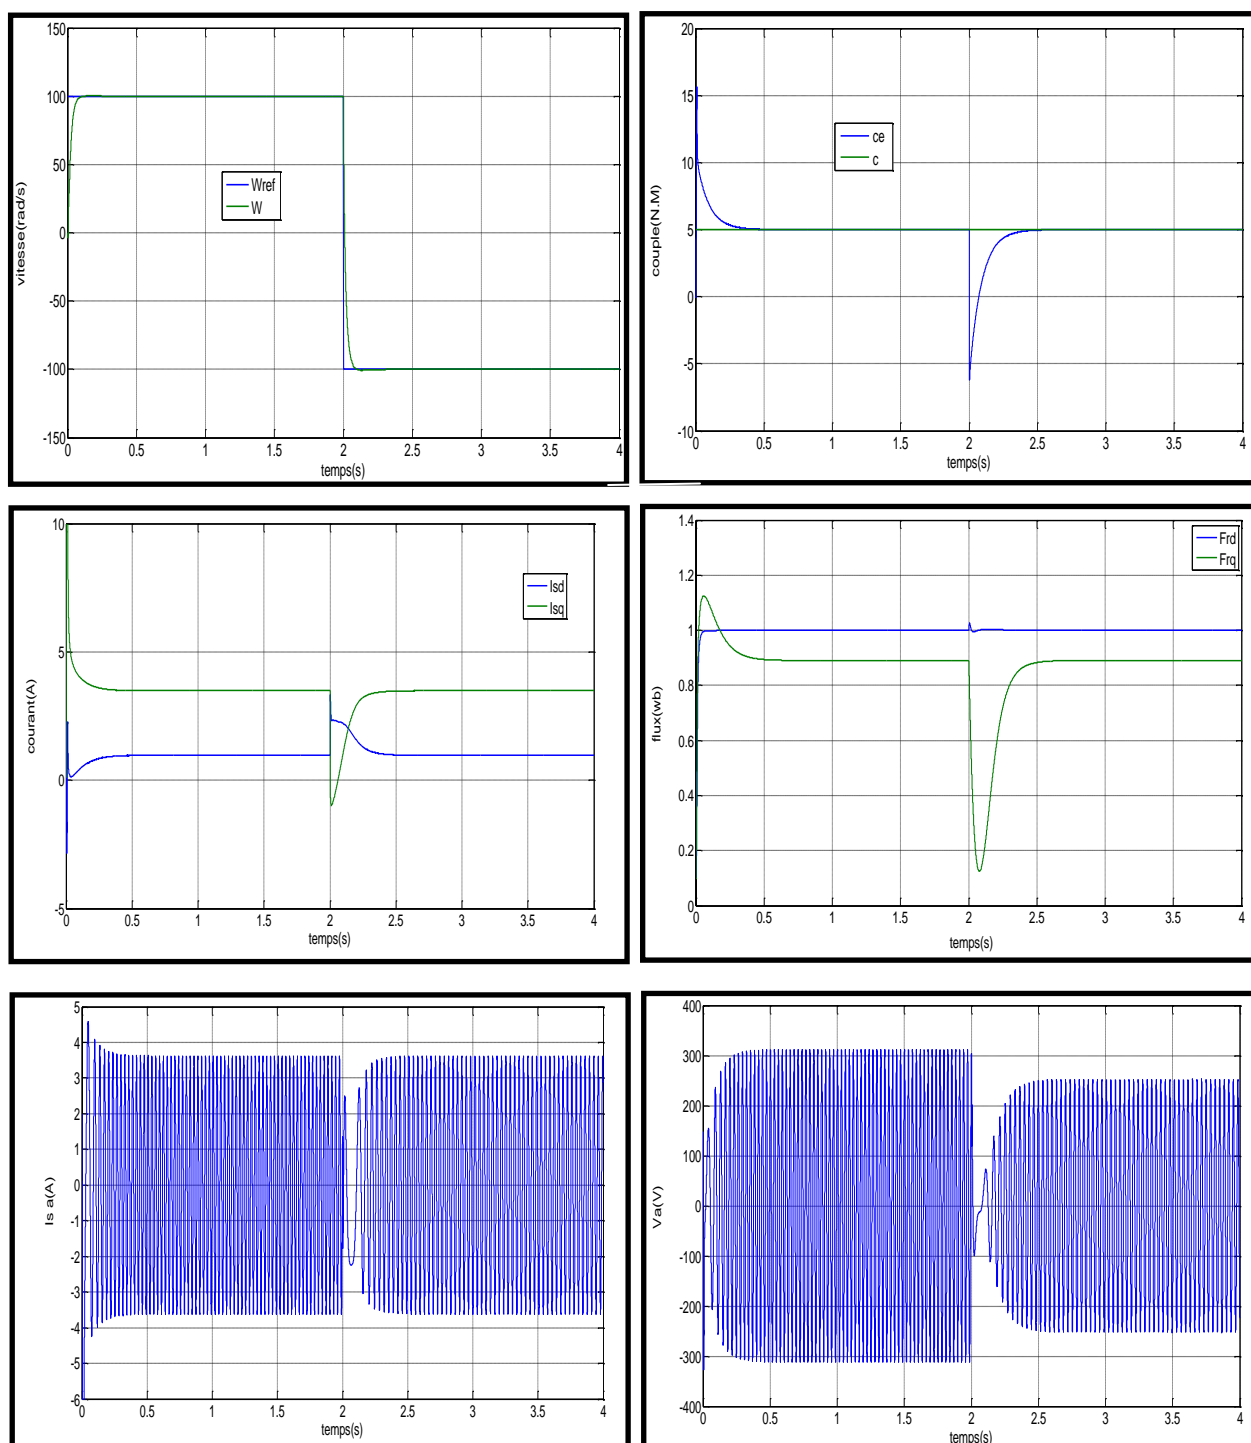 150
100
50
0
-50
-100
-150
vitesse(rad/s)
Wref
W
0 0.5 1 1.5 2 2.5 3 3.5 4
temps(s)
20
15
10
5
0
-5
-10
couple(N.M)
ce
c
0 0.5 1 1.5 2 2.5 3 3.5 4
temps(s)
10
5
0
-5
courant(A)
Isd
Isq
0 0.5 1 1.5 2 2.5 3 3.5 4
temps(s)
1.4
1.2
1
0.8
0.6
0.4
0.2
0
flux(wb)
Frd
Frq
0 0.5 1 1.5 2 2.5 3 3.5 4
temps(s)
5
4
3
2
1
0
-1
-2
-3
-4
-5
-6
Is a(A)
0 0.5 1 1.5 2 2.5 3 3.5 4
temps(s)
400
300
200
100
0
-100
-200
-300
-400
Va(V)
0 0.5 1 1.5 2 2.5 3 3.5 4
temps(s)